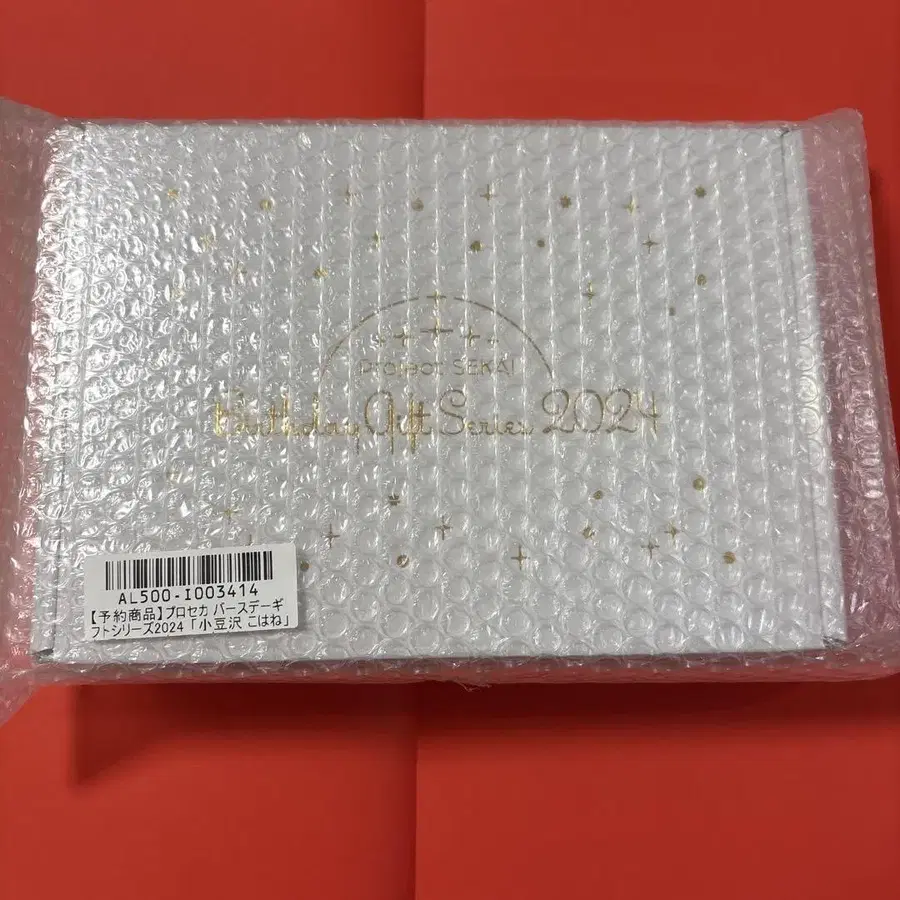 Project SEKAI
Birthday Gift Series 2024
AL500-I003414
【予約商品】プロセカ バースデーギ
フトシリーズ2024「小豆沢 こはね」